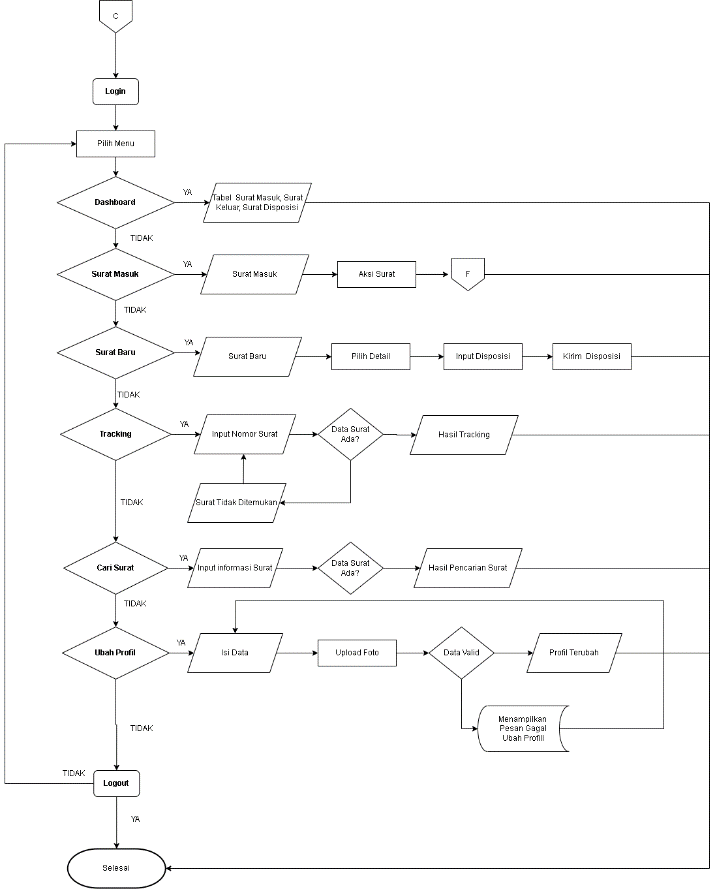 C
Login
Pilih Menu
Dashboard
YA
Tabel Surat Masuk, Surat
Keluar, Surat Disposisi
TIDAK
Surat Masuk
YA
Surat Masuk
Aksi Surat
F
TIDAK
Surat Baru
YA
Surat Baru
Pilih Detail
Input Disposisi
Kirim Disposisi
TIDAK
Tracking
YA
Input Nomor Surat
Data Surat
Ada?
Hasil Tracking
Surat Tidak Ditemukan
TIDAK
Cari Surat
YA
Input informasi Surat
Data Surat
Ada?
Hasil Pencarian Surat
TIDAK
Ubah Profil
YA
Isi Data
Upload Foto
Data Valid
Profil Terubah
Menampilkan
Pesan Gagal
Ubah Profill
TIDAK
TIDAK
Logout
YA
Selesai